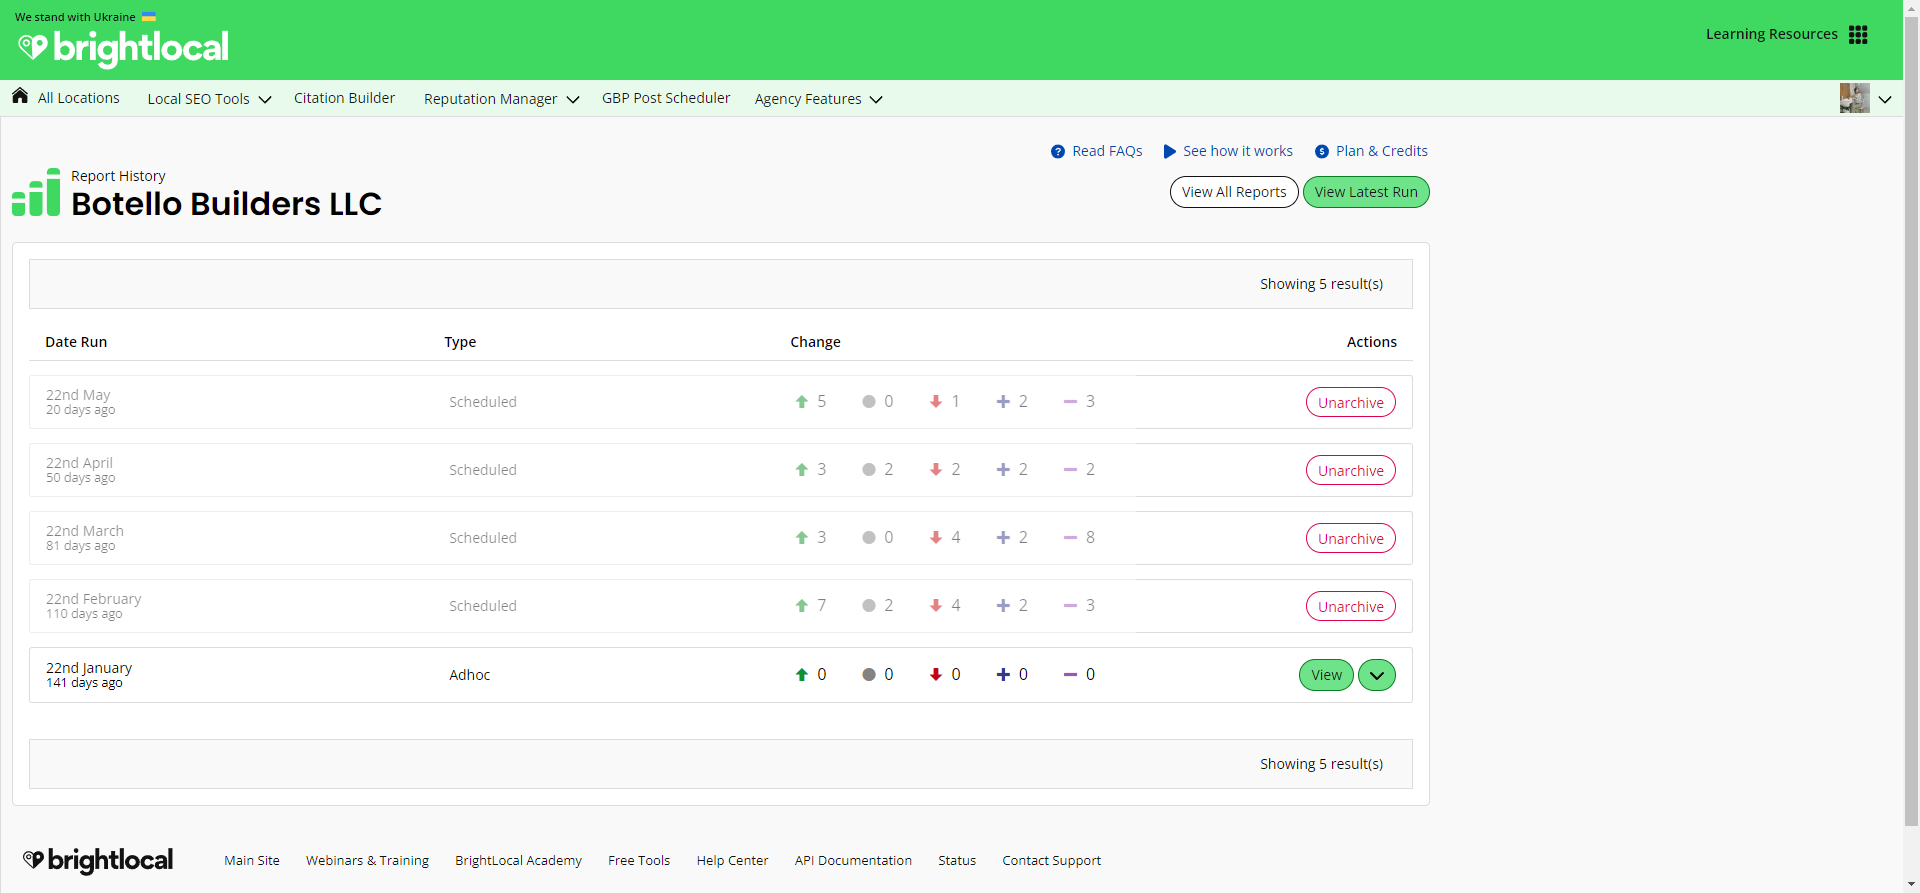 We stand with Ukraine
brightlocal
Learning Resources
All Locations Local SEO Tools Citation Builder Reputation Manager GBP Post Scheduler Agency Features
Read FAQs See how it works Plan & Credits
Report History
Botello Builders LLC
View All Reports View Latest Run
Showing 5 result(s)
Date Run Type Change Actions
22nd May
20 days ago
Scheduled 5 0 1 2 3 Unarchive
22nd April
50 days ago
Scheduled 3 2 2 2 2 Unarchive
22nd March
81 days ago
Scheduled 3 0 4 2 8 Unarchive
22nd February
110 days ago
Scheduled 7 2 4 2 3 Unarchive
22nd January
141 days ago
Adhoc 0 0 0 0 0 View
Showing 5 result(s)
brightlocal Main Site Webinars & Training BrightLocal Academy Free Tools Help Center API Documentation Status Contact Support